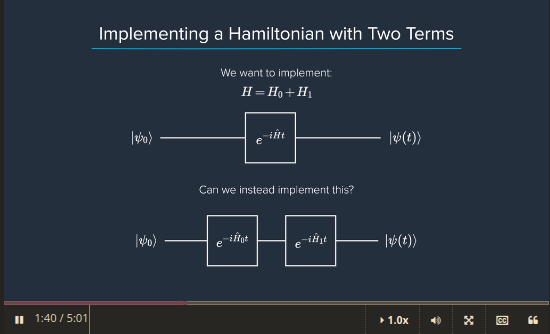 Implementing a Hamiltonian with Two Terms
We want to implement:
H = H₀ + H₁
|ψ₀⟩ e^{-iĤt} |ψ(t)⟩
Can we instead implement this?
|ψ₀⟩ e^{-iĤ₀t} e^{-iĤ₁t} |ψ(t)⟩
1:40 / 5:01 1.0x CC